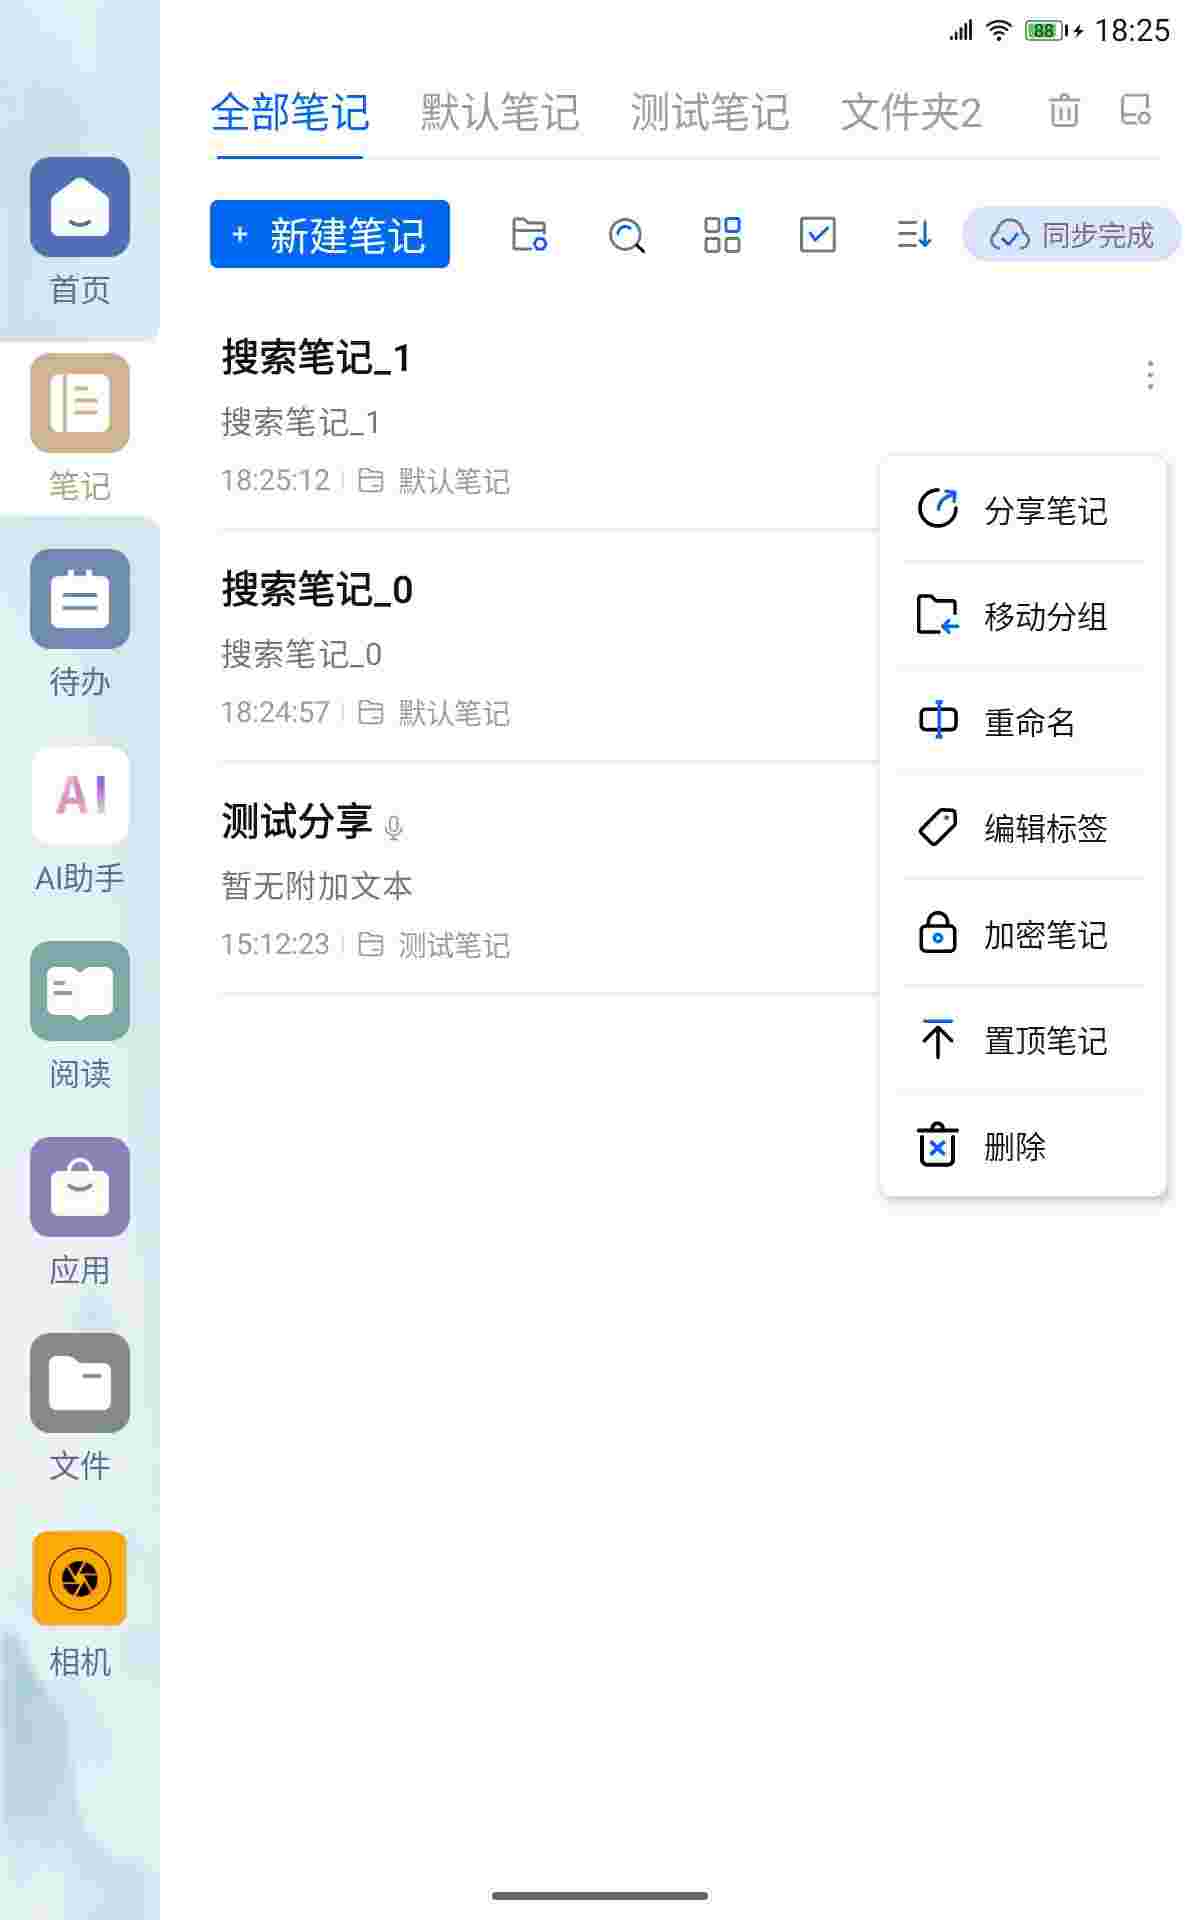 88 18:25
全部笔记 默认笔记 测试笔记 文件夹2
+ 新建笔记 同步完成
首页
笔记
待办
AI
AI助手
阅读
应用
文件
相机
搜索笔记_1
搜索笔记_1
18:25:12 默认笔记
搜索笔记_0
搜索笔记_0
18:24:57 默认笔记
测试分享
暂无附加文本
15:12:23 测试笔记
分享笔记
移动分组
重命名
编辑标签
加密笔记
置顶笔记
删除